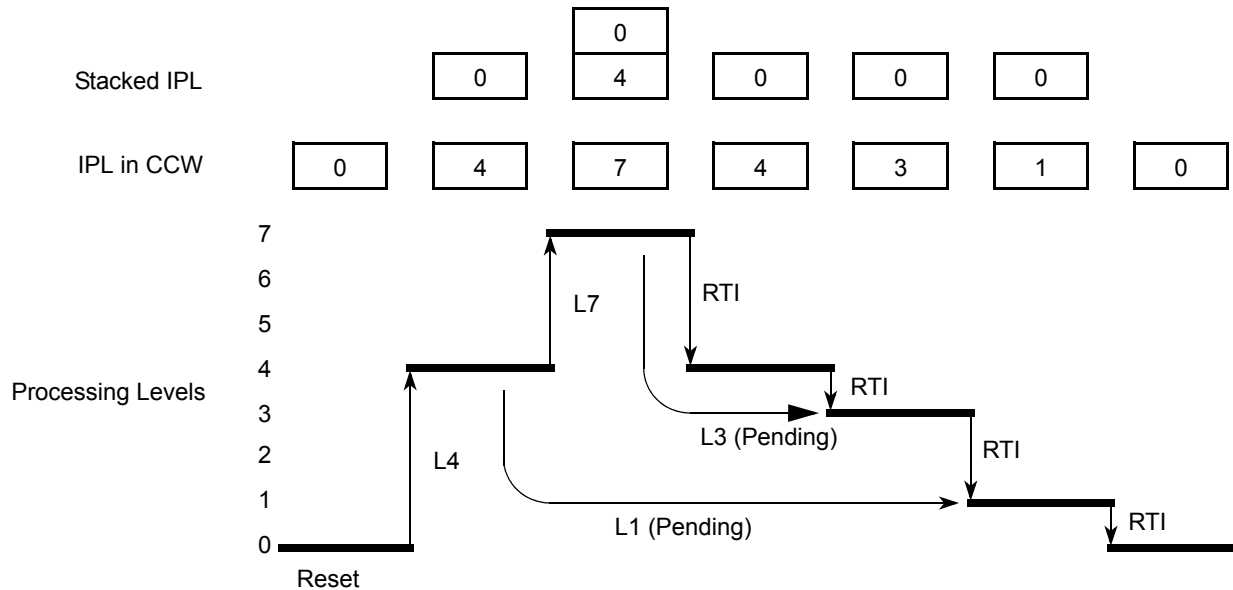 0
Stacked IPL 0 4 0 0 0
IPL in CCW 0 4 7 4 3 1 0
7
6
L7 RTI
5
4
Processing Levels RTI
3
L3 (Pending)
2 L4 RTI
1
L1 (Pending) RTI
0
Reset